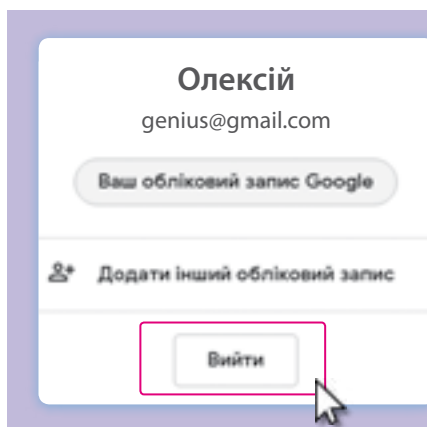 Олексій
genius@gmail.com
Ваш обліковий запис Google
Додати інший обліковий запис
Вийти